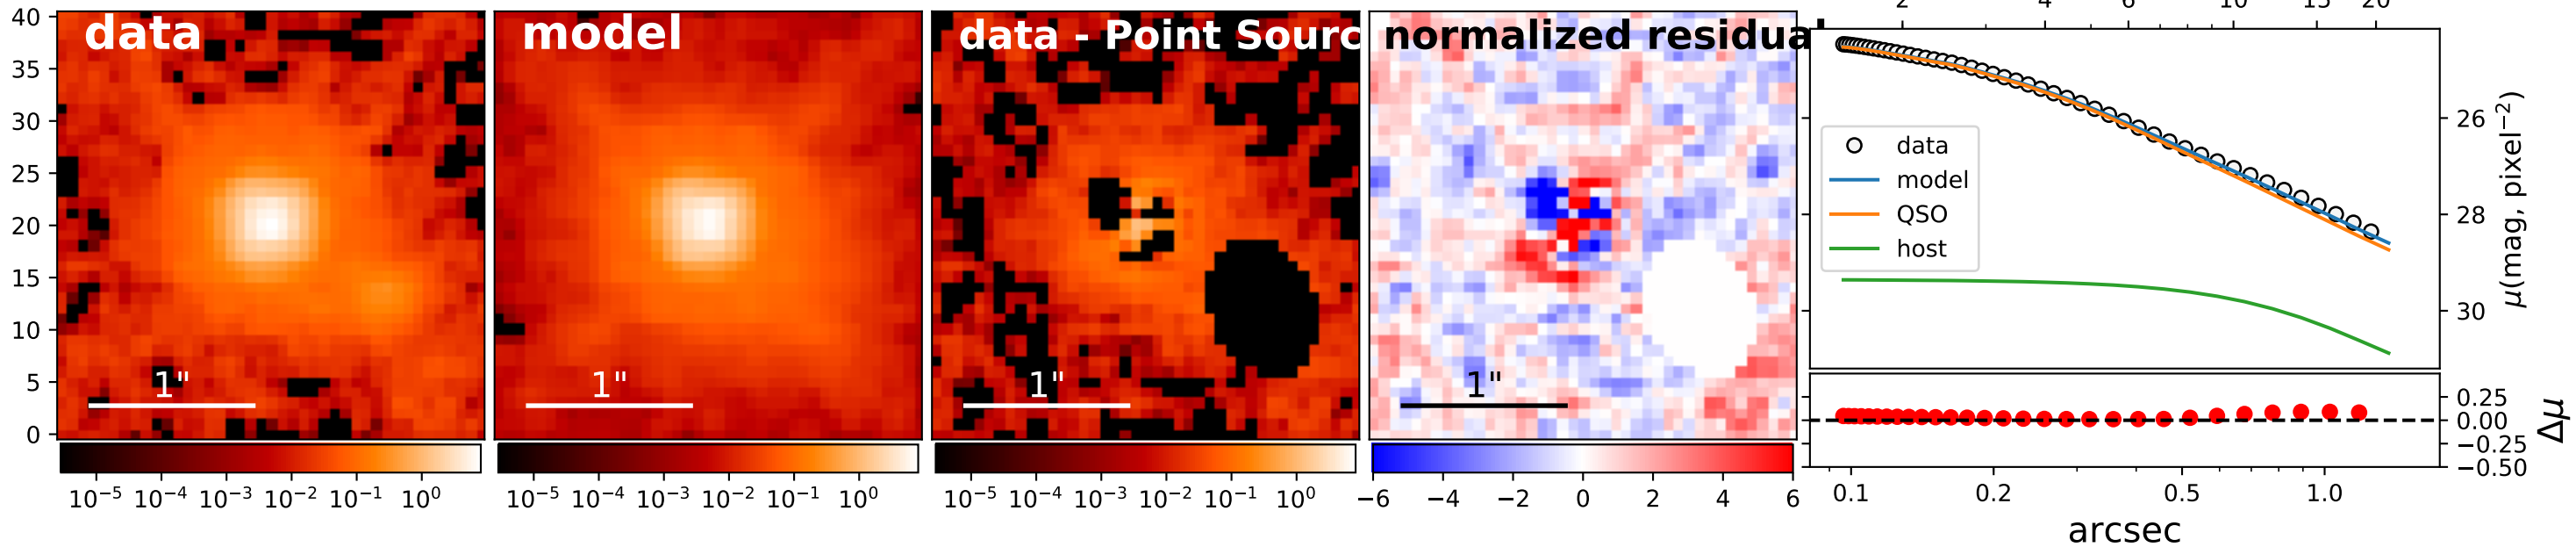 data
model
data - Point Sourc
normalized residual
40
35
30
25
20
15
10
5
0
1"
1"
1"
1"
10⁻⁵ 10⁻⁴ 10⁻³ 10⁻² 10⁻¹ 10⁰
10⁻⁵ 10⁻⁴ 10⁻³ 10⁻² 10⁻¹ 10⁰
10⁻⁵ 10⁻⁴ 10⁻³ 10⁻² 10⁻¹ 10⁰
−6 −4 −2 0 2 4 6
2 4 6 10 15 20
data
model
QSO
host
26
28
30
μ(mag, pixel⁻²)
0.25
0.00
−0.25
−0.50
Δμ
0.1 0.2 0.5 1.0
arcsec